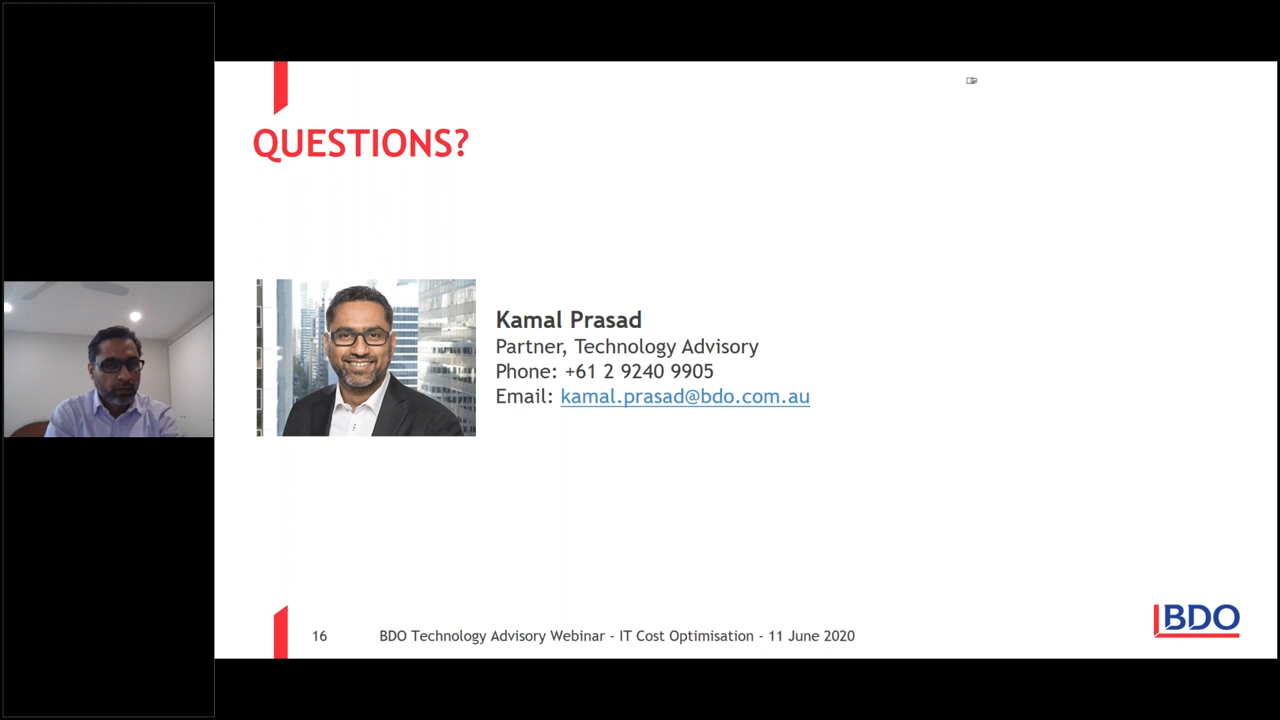 QUESTIONS?
Kamal Prasad
Partner, Technology Advisory
Phone: +61 2 9240 9905
Email: kamal.prasad@bdo.com.au
16
BDO Technology Advisory Webinar - IT Cost Optimisation - 11 June 2020
BDO